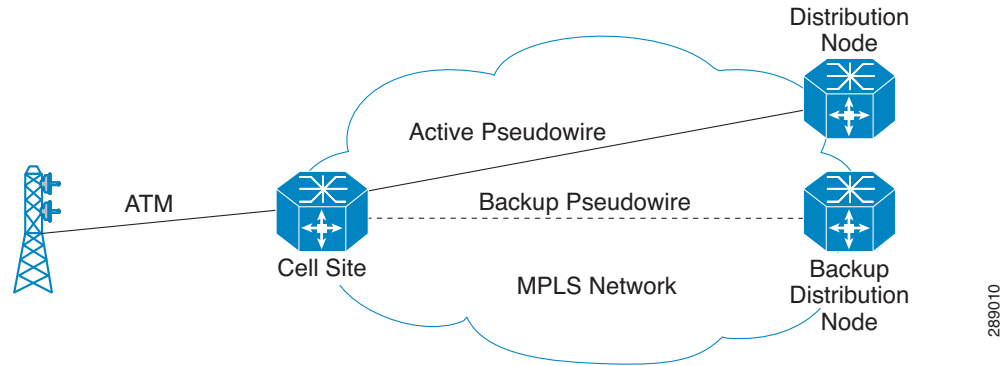 Distribution
Node
Active Pseudowire
ATM
Backup Pseudowire
Cell Site
MPLS Network
Backup
Distribution
Node
289010